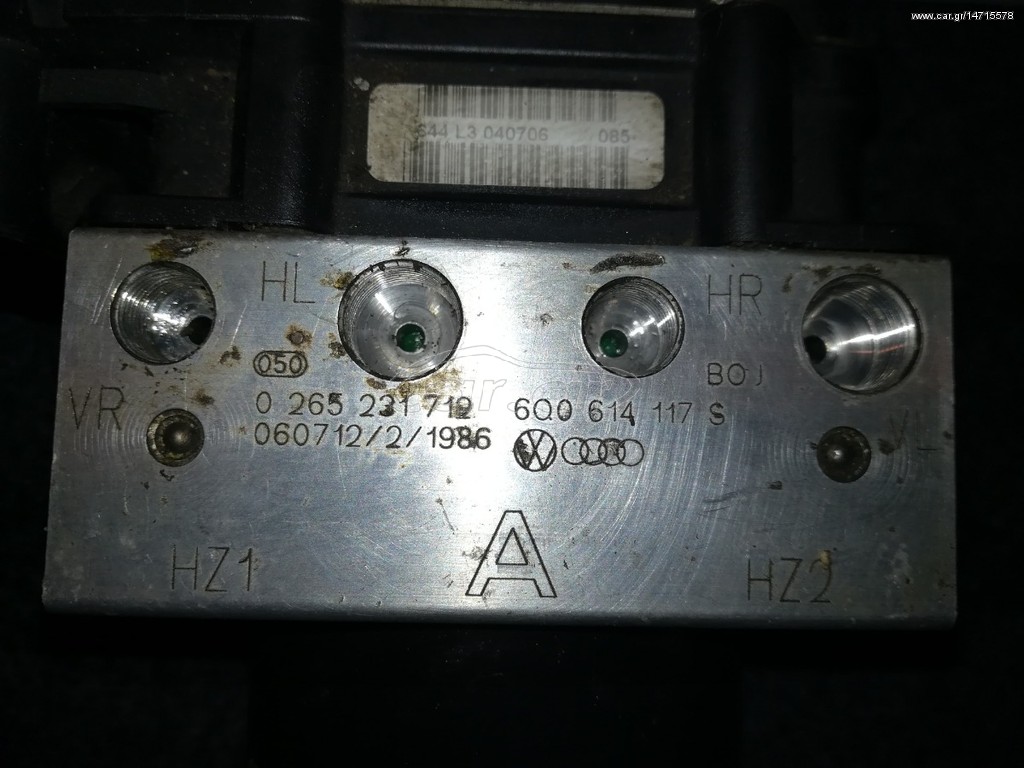 www.car.gr/14715578
S44 L3 040706 085
HL HR
050 BOJ
VR 0 265 231 712 6Q0 614 117 S VL
060712/2/1986
HZ1 A HZ2